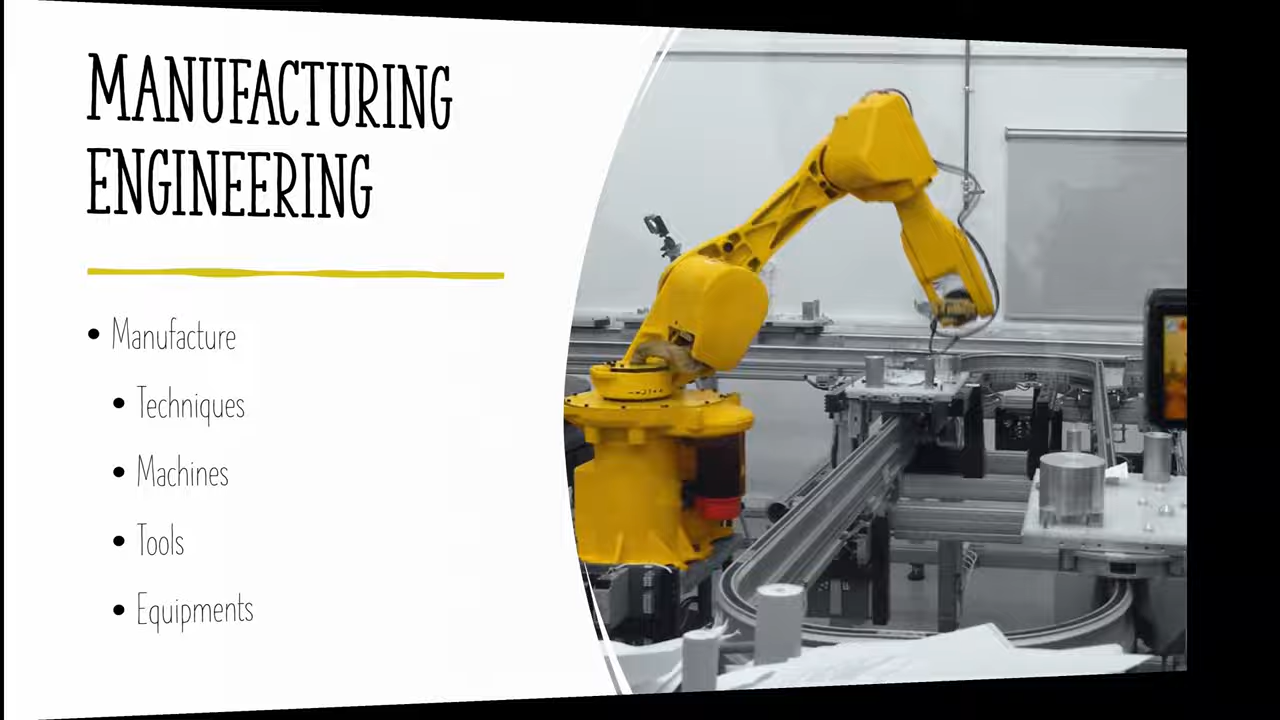 MANUFACTURING
ENGINEERING
• Manufacture
• Techniques
• Machines
• Tools
• Equipments